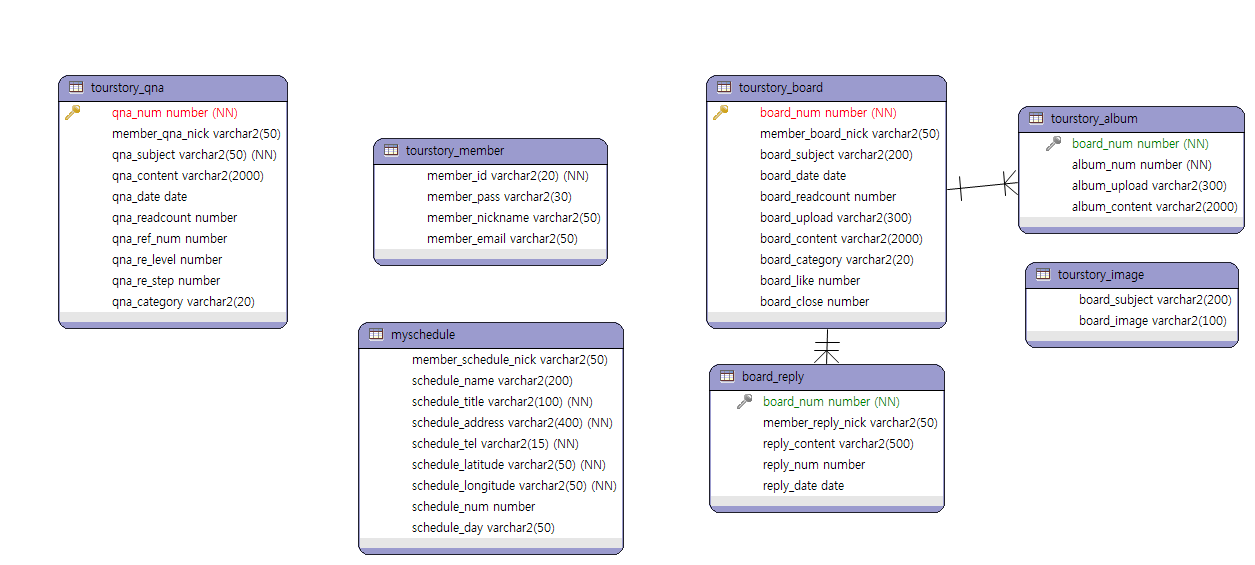 tourstory_qna
qna_num number (NN)
member_qna_nick varchar2(50)
qna_subject varchar2(50) (NN)
qna_content varchar2(2000)
qna_date date
qna_readcount number
qna_ref_num number
qna_re_level number
qna_re_step number
qna_category varchar2(20)
tourstory_member
member_id varchar2(20) (NN)
member_pass varchar2(30)
member_nickname varchar2(50)
member_email varchar2(50)
myschedule
member_schedule_nick varchar2(50)
schedule_name varchar2(200)
schedule_title varchar2(100) (NN)
schedule_address varchar2(400) (NN)
schedule_tel varchar2(15) (NN)
schedule_latitude varchar2(50) (NN)
schedule_longitude varchar2(50) (NN)
schedule_num number
schedule_day varchar2(50)
tourstory_board
board_num number (NN)
member_board_nick varchar2(50)
board_subject varchar2(200)
board_date date
board_readcount number
board_upload varchar2(300)
board_content varchar2(2000)
board_category varchar2(20)
board_like number
board_close number
board_reply
board_num number (NN)
member_reply_nick varchar2(50)
reply_content varchar2(500)
reply_num number
reply_date date
tourstory_album
board_num number (NN)
album_num number (NN)
album_upload varchar2(300)
album_content varchar2(2000)
tourstory_image
board_subject varchar2(200)
board_image varchar2(100)